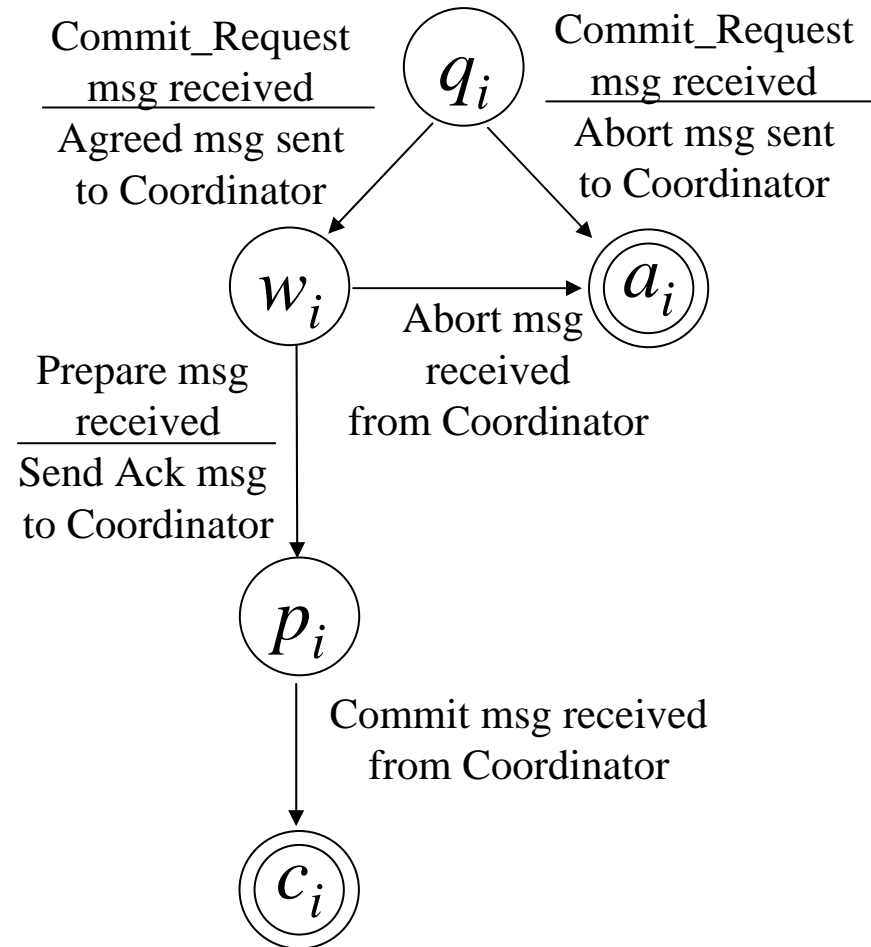 Commit_Request
msg received
Agreed msg sent
to Coordinator
q_i
Commit_Request
msg received
Abort msg sent
to Coordinator
w_i
a_i
Abort msg
received
from Coordinator
Prepare msg
received
Send Ack msg
to Coordinator
p_i
Commit msg received
from Coordinator
c_i